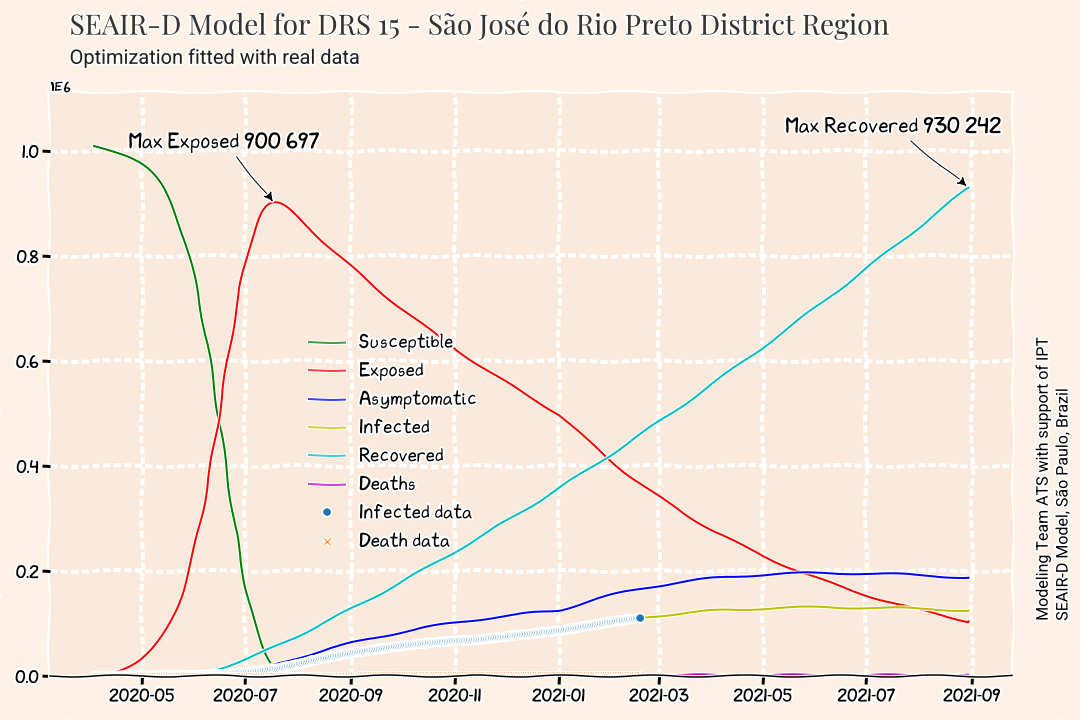 SEAIR-D Model for DRS 15 - São José do Rio Preto District Region
Optimization fitted with real data
1E6
Max Exposed 900 697
Max Recovered 930 242
1.0
0.8
0.6
0.4
0.2
0.0
Susceptible
Exposed
Asymptomatic
Infected
Recovered
Deaths
Infected data
Death data
2020-05
2020-07
2020-09
2020-11
2021-01
2021-03
2021-05
2021-07
2021-09
Modeling Team ATS with support of IPT
SEAIR-D Model, São Paulo, Brazil